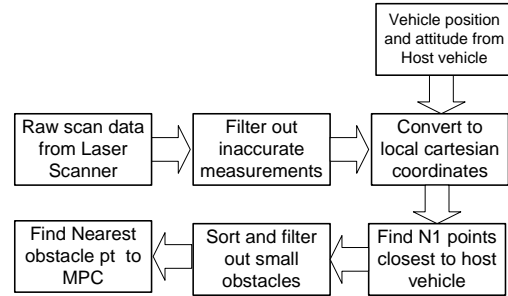 Vehicle position
and attitude from
Host vehicle
Raw scan data
from Laser
Scanner
Filter out
inaccurate
measurements
Convert to
local cartesian
coordinates
Find Nearest
obstacle pt to
MPC
Sort and filter
out small
obstacles
Find N1 points
closest to host
vehicle